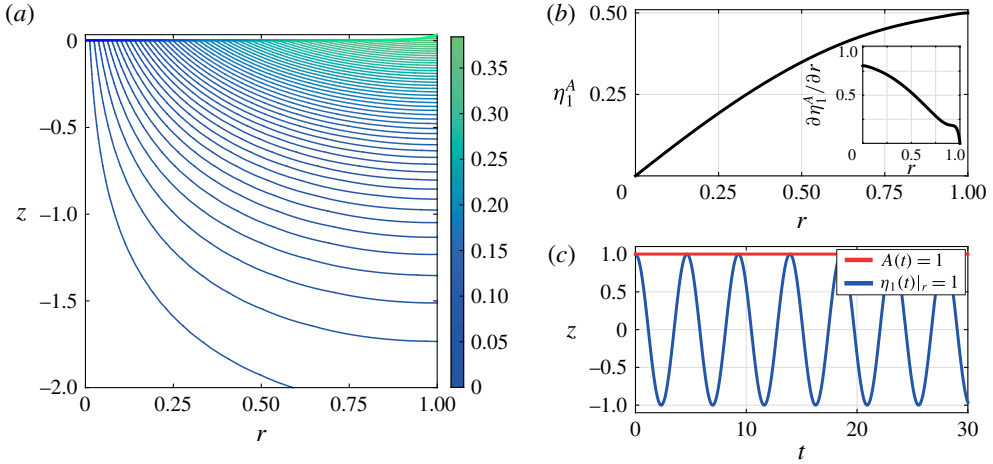 (a)
0
−0.5
−1.0
−1.5
−2.0
z
0 0.25 0.50 0.75 1.00
r
0.35
0.30
0.25
0.20
0.15
0.10
0.05
0
(b)
0.50
0.25
η₁ᴬ
0 0.25 0.50 0.75 1.00
r
1.0
0.5
∂η₁ᴬ/∂r
0 0.5 1.0
r
(c)
1.0
0.5
0
−0.5
−1.0
z
0 10 20 30
t
A(t) = 1
η₁(t)|ᵣ = 1